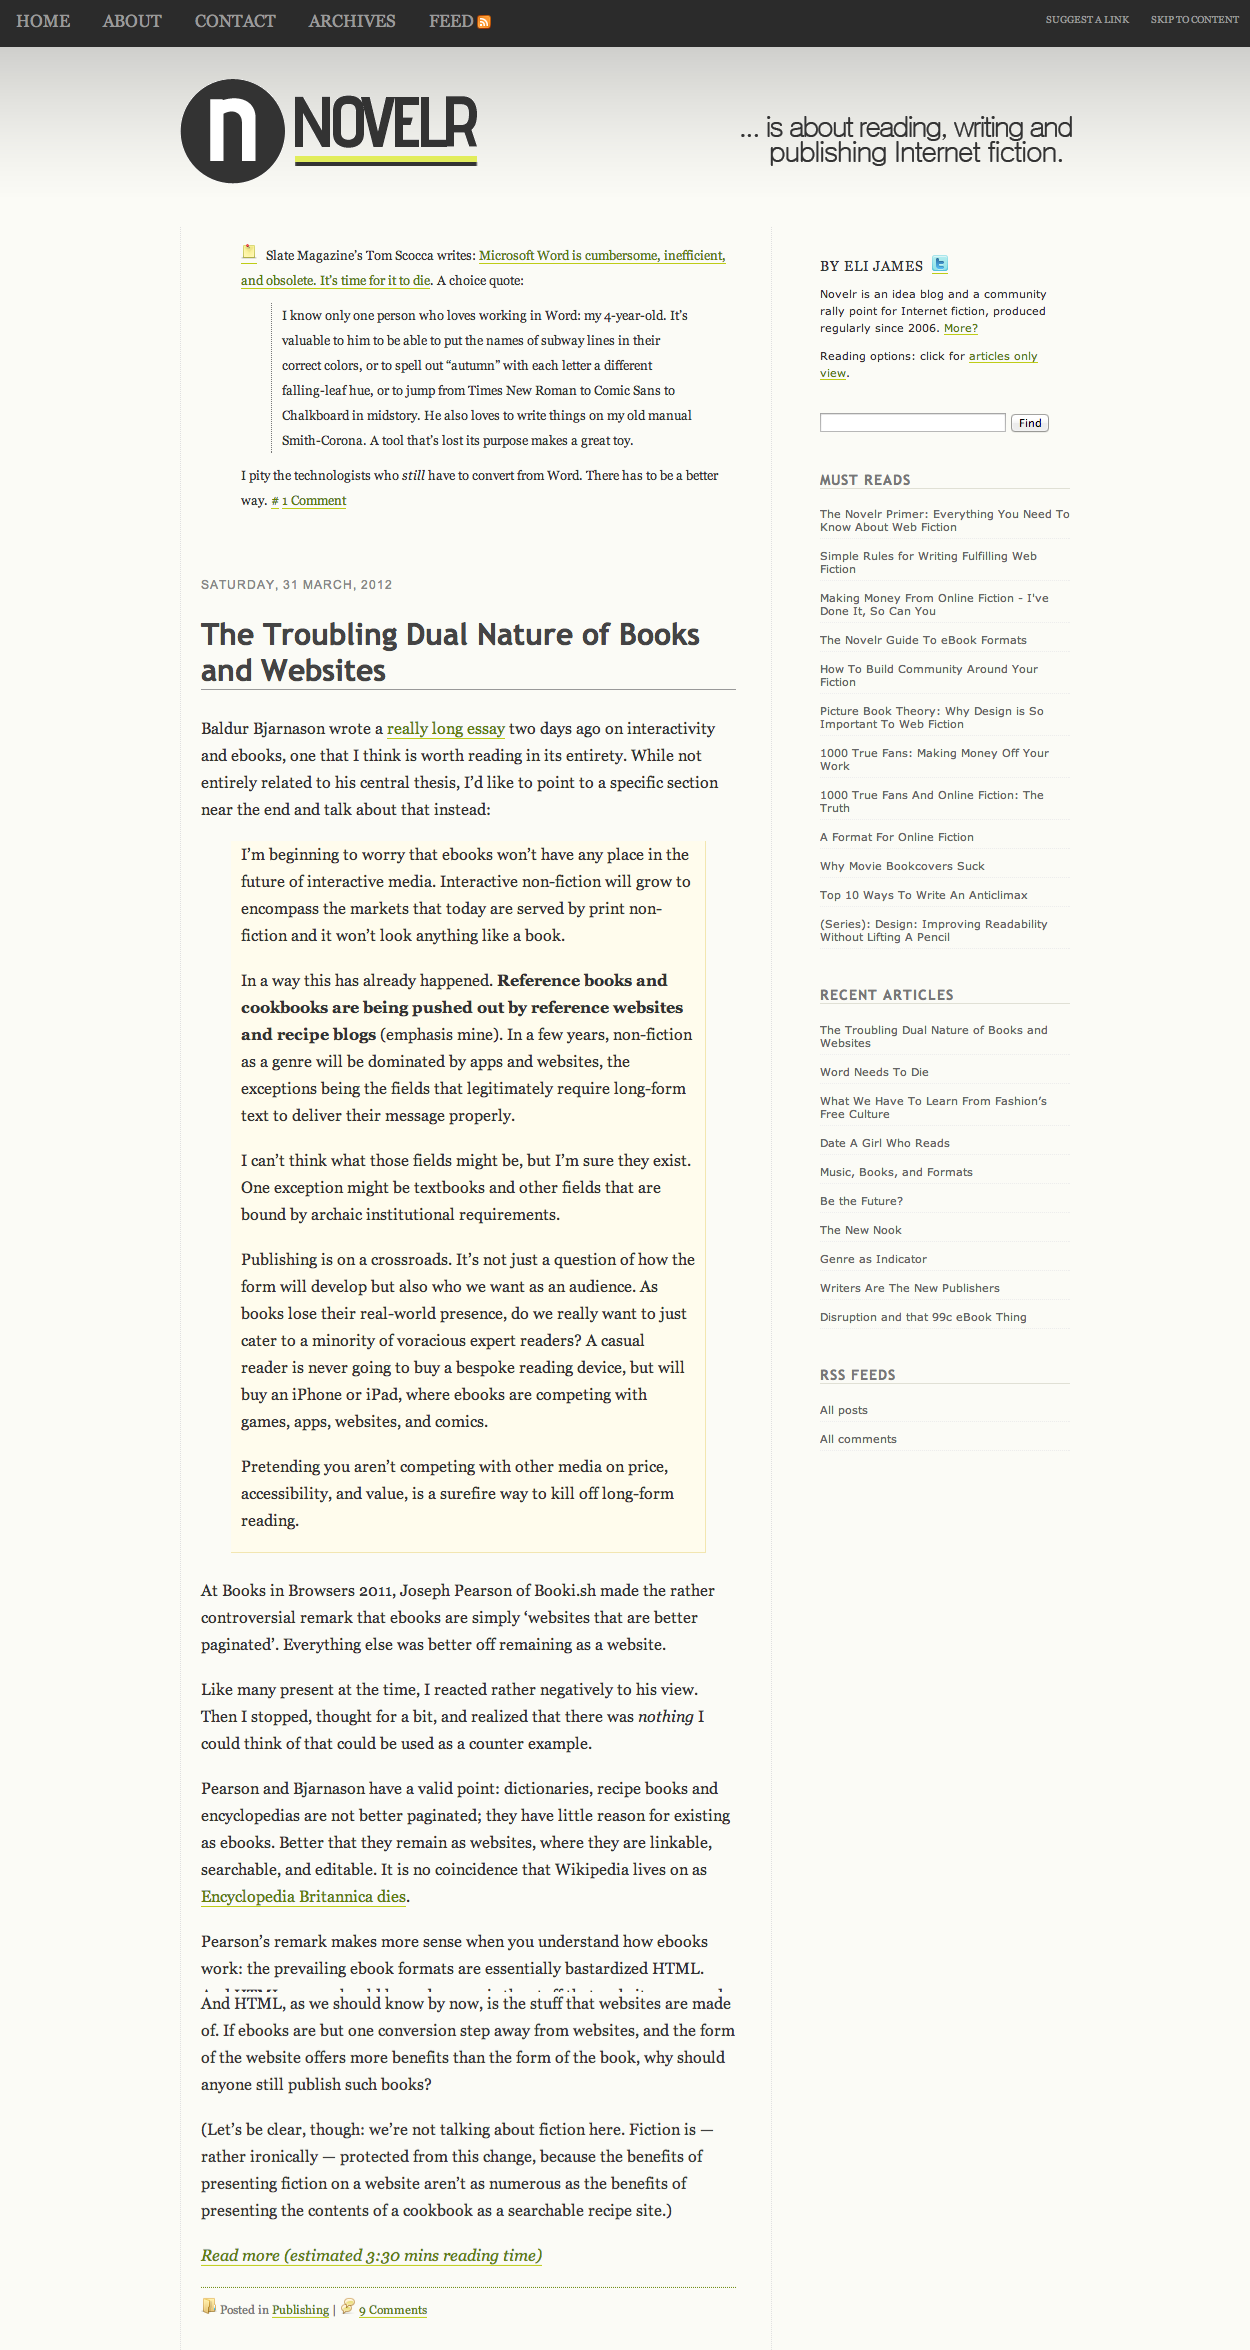 HOME ABOUT CONTACT ARCHIVES FEED SUGGEST A LINK SKIP TO CONTENT
n NOVELR
... is about reading, writing and
publishing Internet fiction.
Slate Magazine’s Tom Scocca writes: Microsoft Word is cumbersome, inefficient,
and obsolete. It’s time for it to die. A choice quote:
I know only one person who loves working in Word: my 4-year-old. It’s
valuable to him to be able to put the names of subway lines in their
correct colors, or to spell out “autumn” with each letter a different
falling-leaf hue, or to jump from Times New Roman to Comic Sans to
Chalkboard in midstory. He also loves to write things on my old manual
Smith-Corona. A tool that’s lost its purpose makes a great toy.
I pity the technologists who still have to convert from Word. There has to be a better
way. # 1 Comment
SATURDAY, 31 MARCH, 2012
The Troubling Dual Nature of Books
and Websites
Baldur Bjarnason wrote a really long essay two days ago on interactivity
and ebooks, one that I think is worth reading in its entirety. While not
entirely related to his central thesis, I’d like to point to a specific section
near the end and talk about that instead:
I’m beginning to worry that ebooks won’t have any place in the
future of interactive media. Interactive non-fiction will grow to
encompass the markets that today are served by print non-
fiction and it won’t look anything like a book.
In a way this has already happened. Reference books and
cookbooks are being pushed out by reference websites
and recipe blogs (emphasis mine). In a few years, non-fiction
as a genre will be dominated by apps and websites, the
exceptions being the fields that legitimately require long-form
text to deliver their message properly.
I can’t think what those fields might be, but I’m sure they exist.
One exception might be textbooks and other fields that are
bound by archaic institutional requirements.
Publishing is on a crossroads. It’s not just a question of how the
form will develop but also who we want as an audience. As
books lose their real-world presence, do we really want to just
cater to a minority of voracious expert readers? A casual
reader is never going to buy a bespoke reading device, but will
buy an iPhone or iPad, where ebooks are competing with
games, apps, websites, and comics.
Pretending you aren’t competing with other media on price,
accessibility, and value, is a surefire way to kill off long-form
reading.
At Books in Browsers 2011, Joseph Pearson of Booki.sh made the rather
controversial remark that ebooks are simply ‘websites that are better
paginated’. Everything else was better off remaining as a website.
Like many present at the time, I reacted rather negatively to his view.
Then I stopped, thought for a bit, and realized that there was nothing I
could think of that could be used as a counter example.
Pearson and Bjarnason have a valid point: dictionaries, recipe books and
encyclopedias are not better paginated; they have little reason for existing
as ebooks. Better that they remain as websites, where they are linkable,
searchable, and editable. It is no coincidence that Wikipedia lives on as
Encyclopedia Britannica dies.
Pearson’s remark makes more sense when you understand how ebooks
work: the prevailing ebook formats are essentially bastardized HTML.
And HTML, as we should know by now, is the stuff that websites are made
of. If ebooks are but one conversion step away from websites, and the form
of the website offers more benefits than the form of the book, why should
anyone still publish such books?
(Let’s be clear, though: we’re not talking about fiction here. Fiction is —
rather ironically — protected from this change, because the benefits of
presenting fiction on a website aren’t as numerous as the benefits of
presenting the contents of a cookbook as a searchable recipe site.)
Read more (estimated 3:30 mins reading time)
Posted in Publishing | 9 Comments
BY ELI JAMES
Novelr is an idea blog and a community
rally point for Internet fiction, produced
regularly since 2006. More?
Reading options: click for articles only
view.
Find
MUST READS
The Novelr Primer: Everything You Need To
Know About Web Fiction
Simple Rules for Writing Fulfilling Web
Fiction
Making Money From Online Fiction - I've
Done It, So Can You
The Novelr Guide To eBook Formats
How To Build Community Around Your
Fiction
Picture Book Theory: Why Design is So
Important To Web Fiction
1000 True Fans: Making Money Off Your
Work
1000 True Fans And Online Fiction: The
Truth
A Format For Online Fiction
Why Movie Bookcovers Suck
Top 10 Ways To Write An Anticlimax
(Series): Design: Improving Readability
Without Lifting A Pencil
RECENT ARTICLES
The Troubling Dual Nature of Books and
Websites
Word Needs To Die
What We Have To Learn From Fashion’s
Free Culture
Date A Girl Who Reads
Music, Books, and Formats
Be the Future?
The New Nook
Genre as Indicator
Writers Are The New Publishers
Disruption and that 99c eBook Thing
RSS FEEDS
All posts
All comments